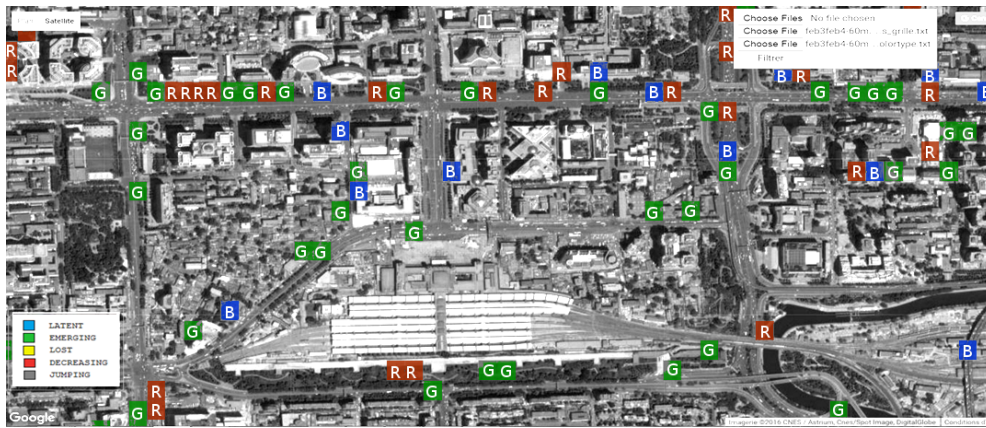 Satellite
Choose Files No file chosen
Choose File feb3feb4-60m... s_grille.txt
Choose File feb3feb4-60m... olortype.txt
Filtrer
R
R
R
R
G
R
B
B
R
B
G
G
R
R
R
R
G
G
R
G
B
R
G
G
R
R
G
B
R
G
G
G
G
R
B
G
R
G
B
G
G
B
R
G
B
B
G
R
B
G
G
G
B
G
G
G
G
G
G
B
G
R
G
B
R
R
G
G
G
R
G
G
R
G
LATENT
EMERGING
LOST
DECREASING
JUMPING
Google
Imagerie ©2016 CNES / Astrium, Cnes/Spot Image, DigitalGlobe
Conditions d